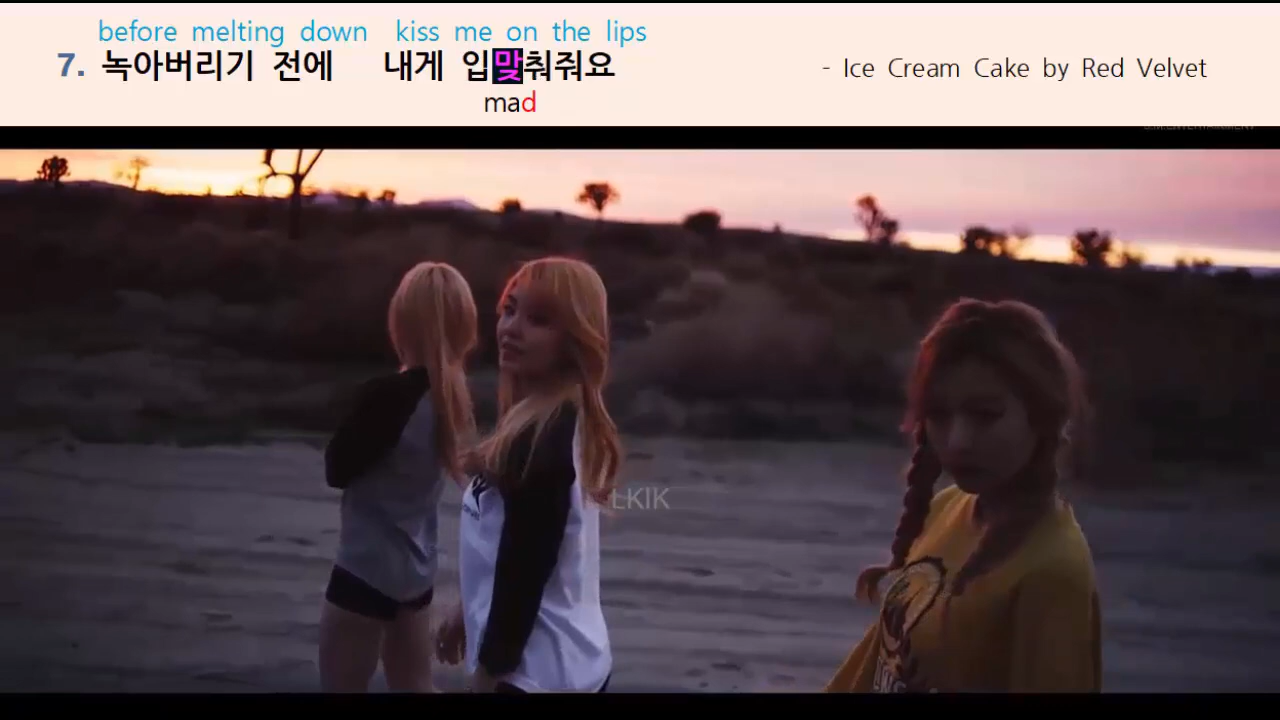 before melting down kiss me on the lips
7. 녹아버리기 전에 내게 입맞춰줘요 - Ice Cream Cake by Red Velvet
mad
LKIK